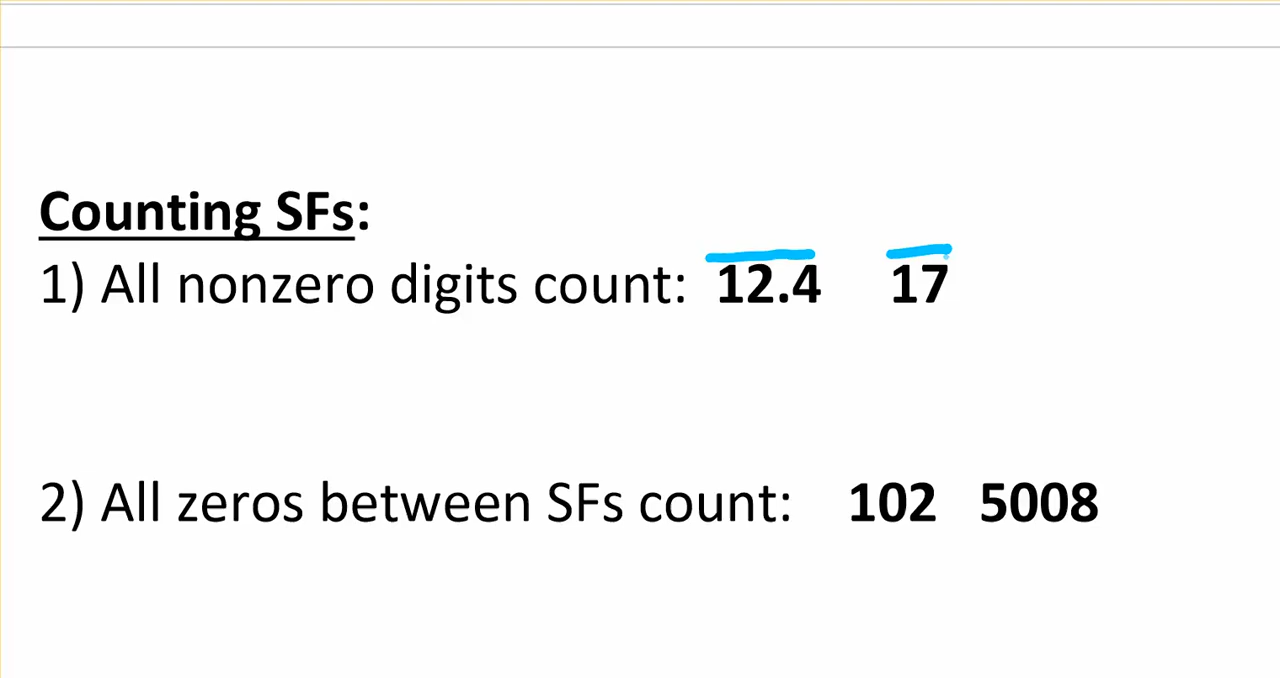 Counting SFs:
1) All nonzero digits count: 12.4 17
2) All zeros between SFs count: 102 5008